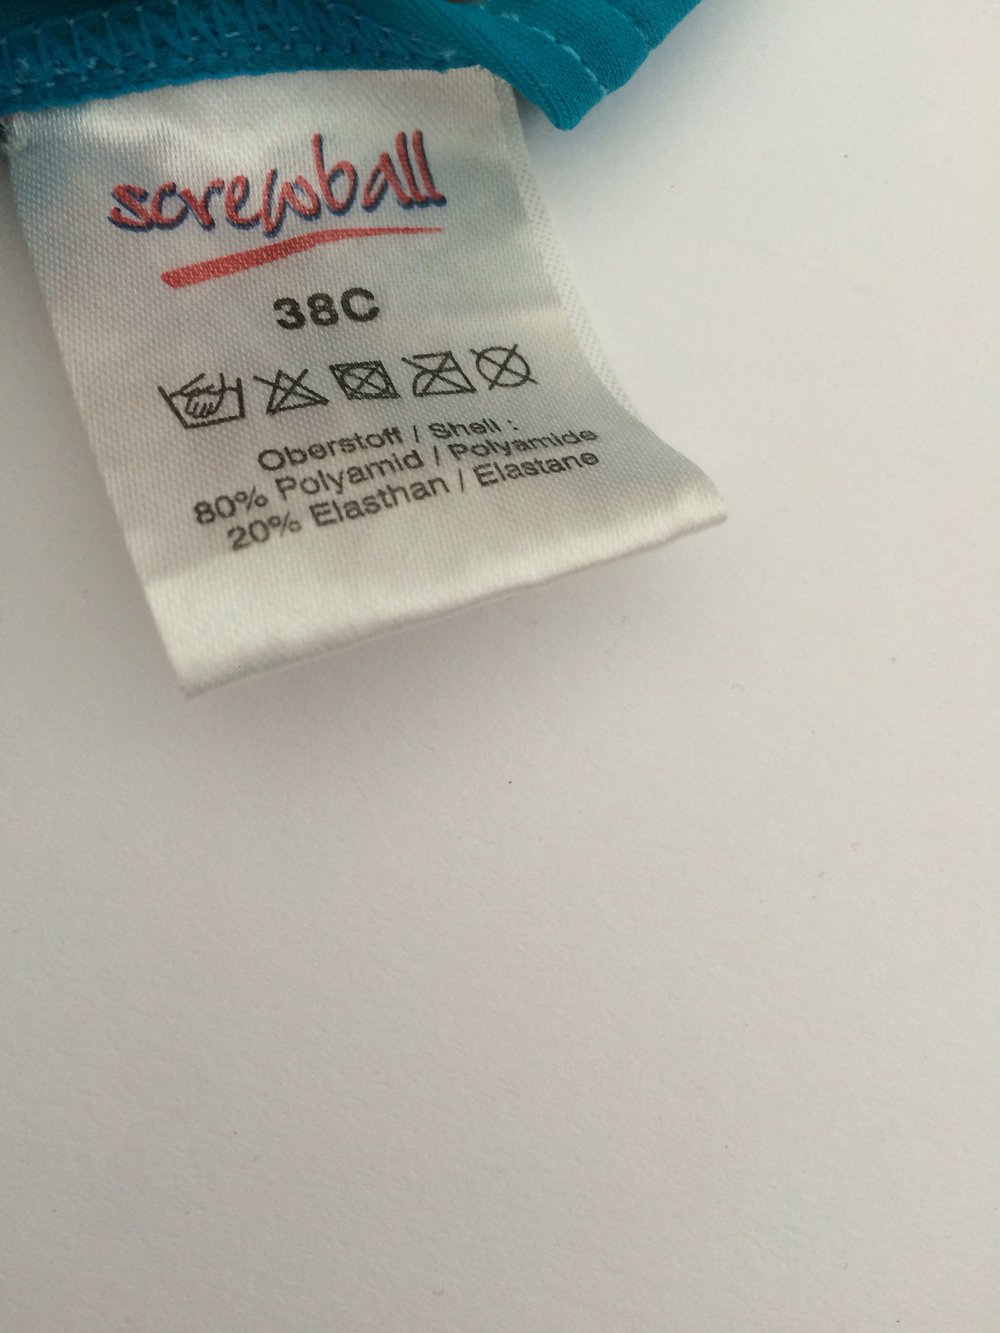 screwball
38C
Oberstoff / Shell :
80% Polyamid / Polyamide
20% Elasthan / Elastane